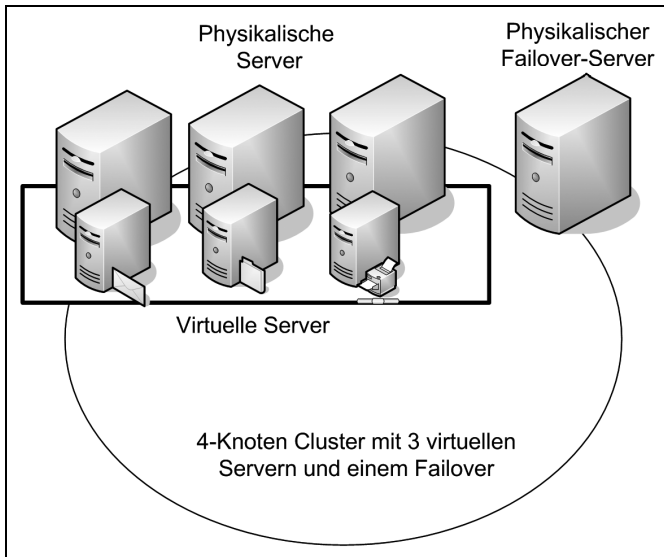 Physikalische
Server
Physikalischer
Failover-Server
Virtuelle Server
4-Knoten Cluster mit 3 virtuellen
Servern und einem Failover